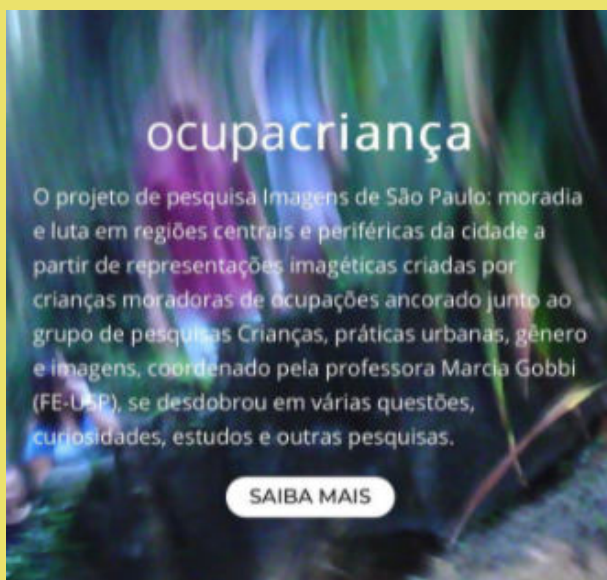 ocupacriança
O projeto de pesquisa Imagens de São Paulo: moradia
e luta em regiões centrais e periféricas da cidade a
partir de representações imagéticas criadas por
crianças moradoras de ocupações ancorado junto ao
grupo de pesquisas Crianças, práticas urbanas, gênero
e imagens, coordenado pela professora Marcia Gobbi
(FE-USP), se desdobrou em várias questões,
curiosidades, estudos e outras pesquisas.
SAIBA MAIS